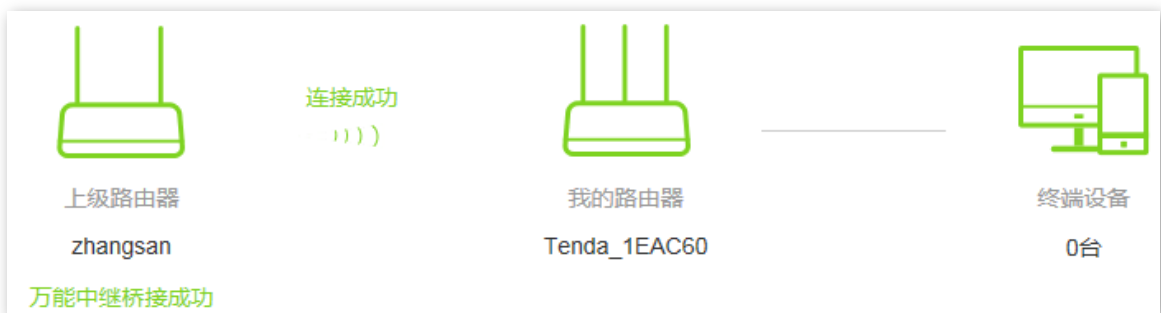 连接成功
上级路由器
我的路由器
终端设备
zhangsan
Tenda_1EAC60
0台
万能中继桥接成功